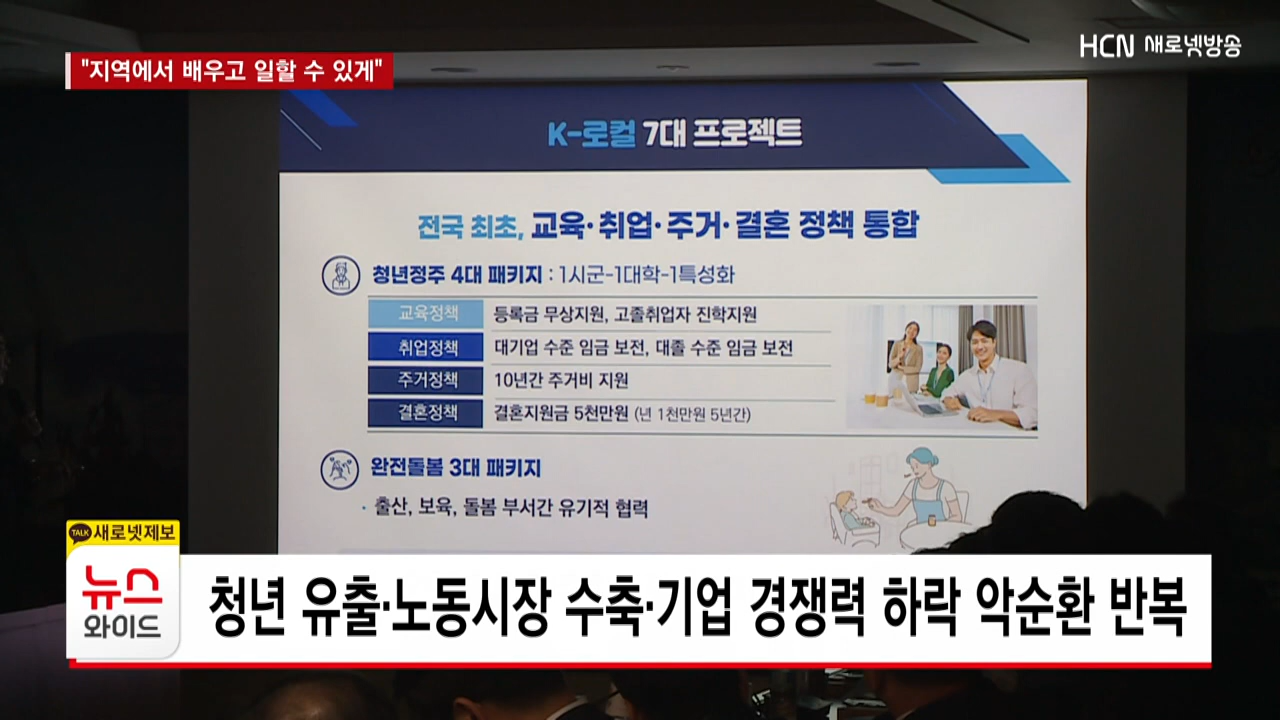 "지역에서 배우고 일할 수 있게"
HCN 새로넷방송
K-로컬 7대 프로젝트
전국 최초, 교육·취업·주거·결혼 정책 통합
청년정주 4대 패키지 : 1시군-1대학-1특성화
교육정책 등록금 무상지원, 고졸취업자 진학지원
취업정책 대기업 수준 임금 보전, 대졸 수준 임금 보전
주거정책 10년간 주거비 지원
결혼정책 결혼지원금 5천만원 (년 1천만원 5년간)
완전돌봄 3대 패키지
· 출산, 보육, 돌봄 부서간 유기적 협력
TALK 새로넷제보
뉴스
와이드
청년 유출·노동시장 수축·기업 경쟁력 하락 악순환 반복